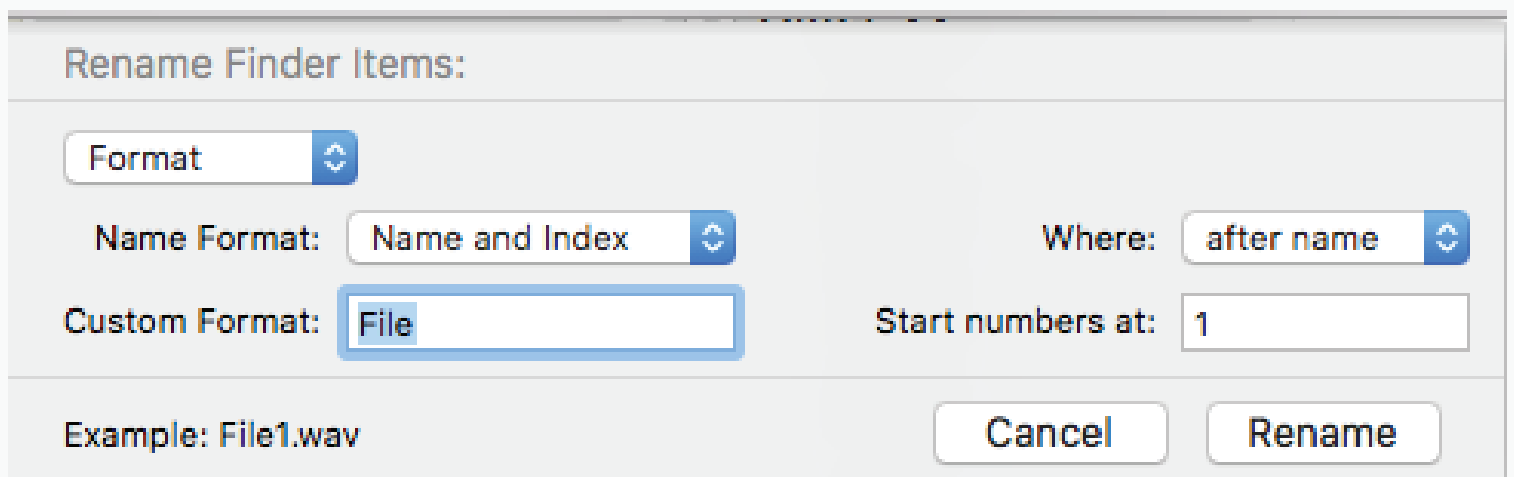 Rename Finder Items:
Format
Name Format: Name and Index Where: after name
Custom Format: File Start numbers at: 1
Example: File1.wav Cancel Rename